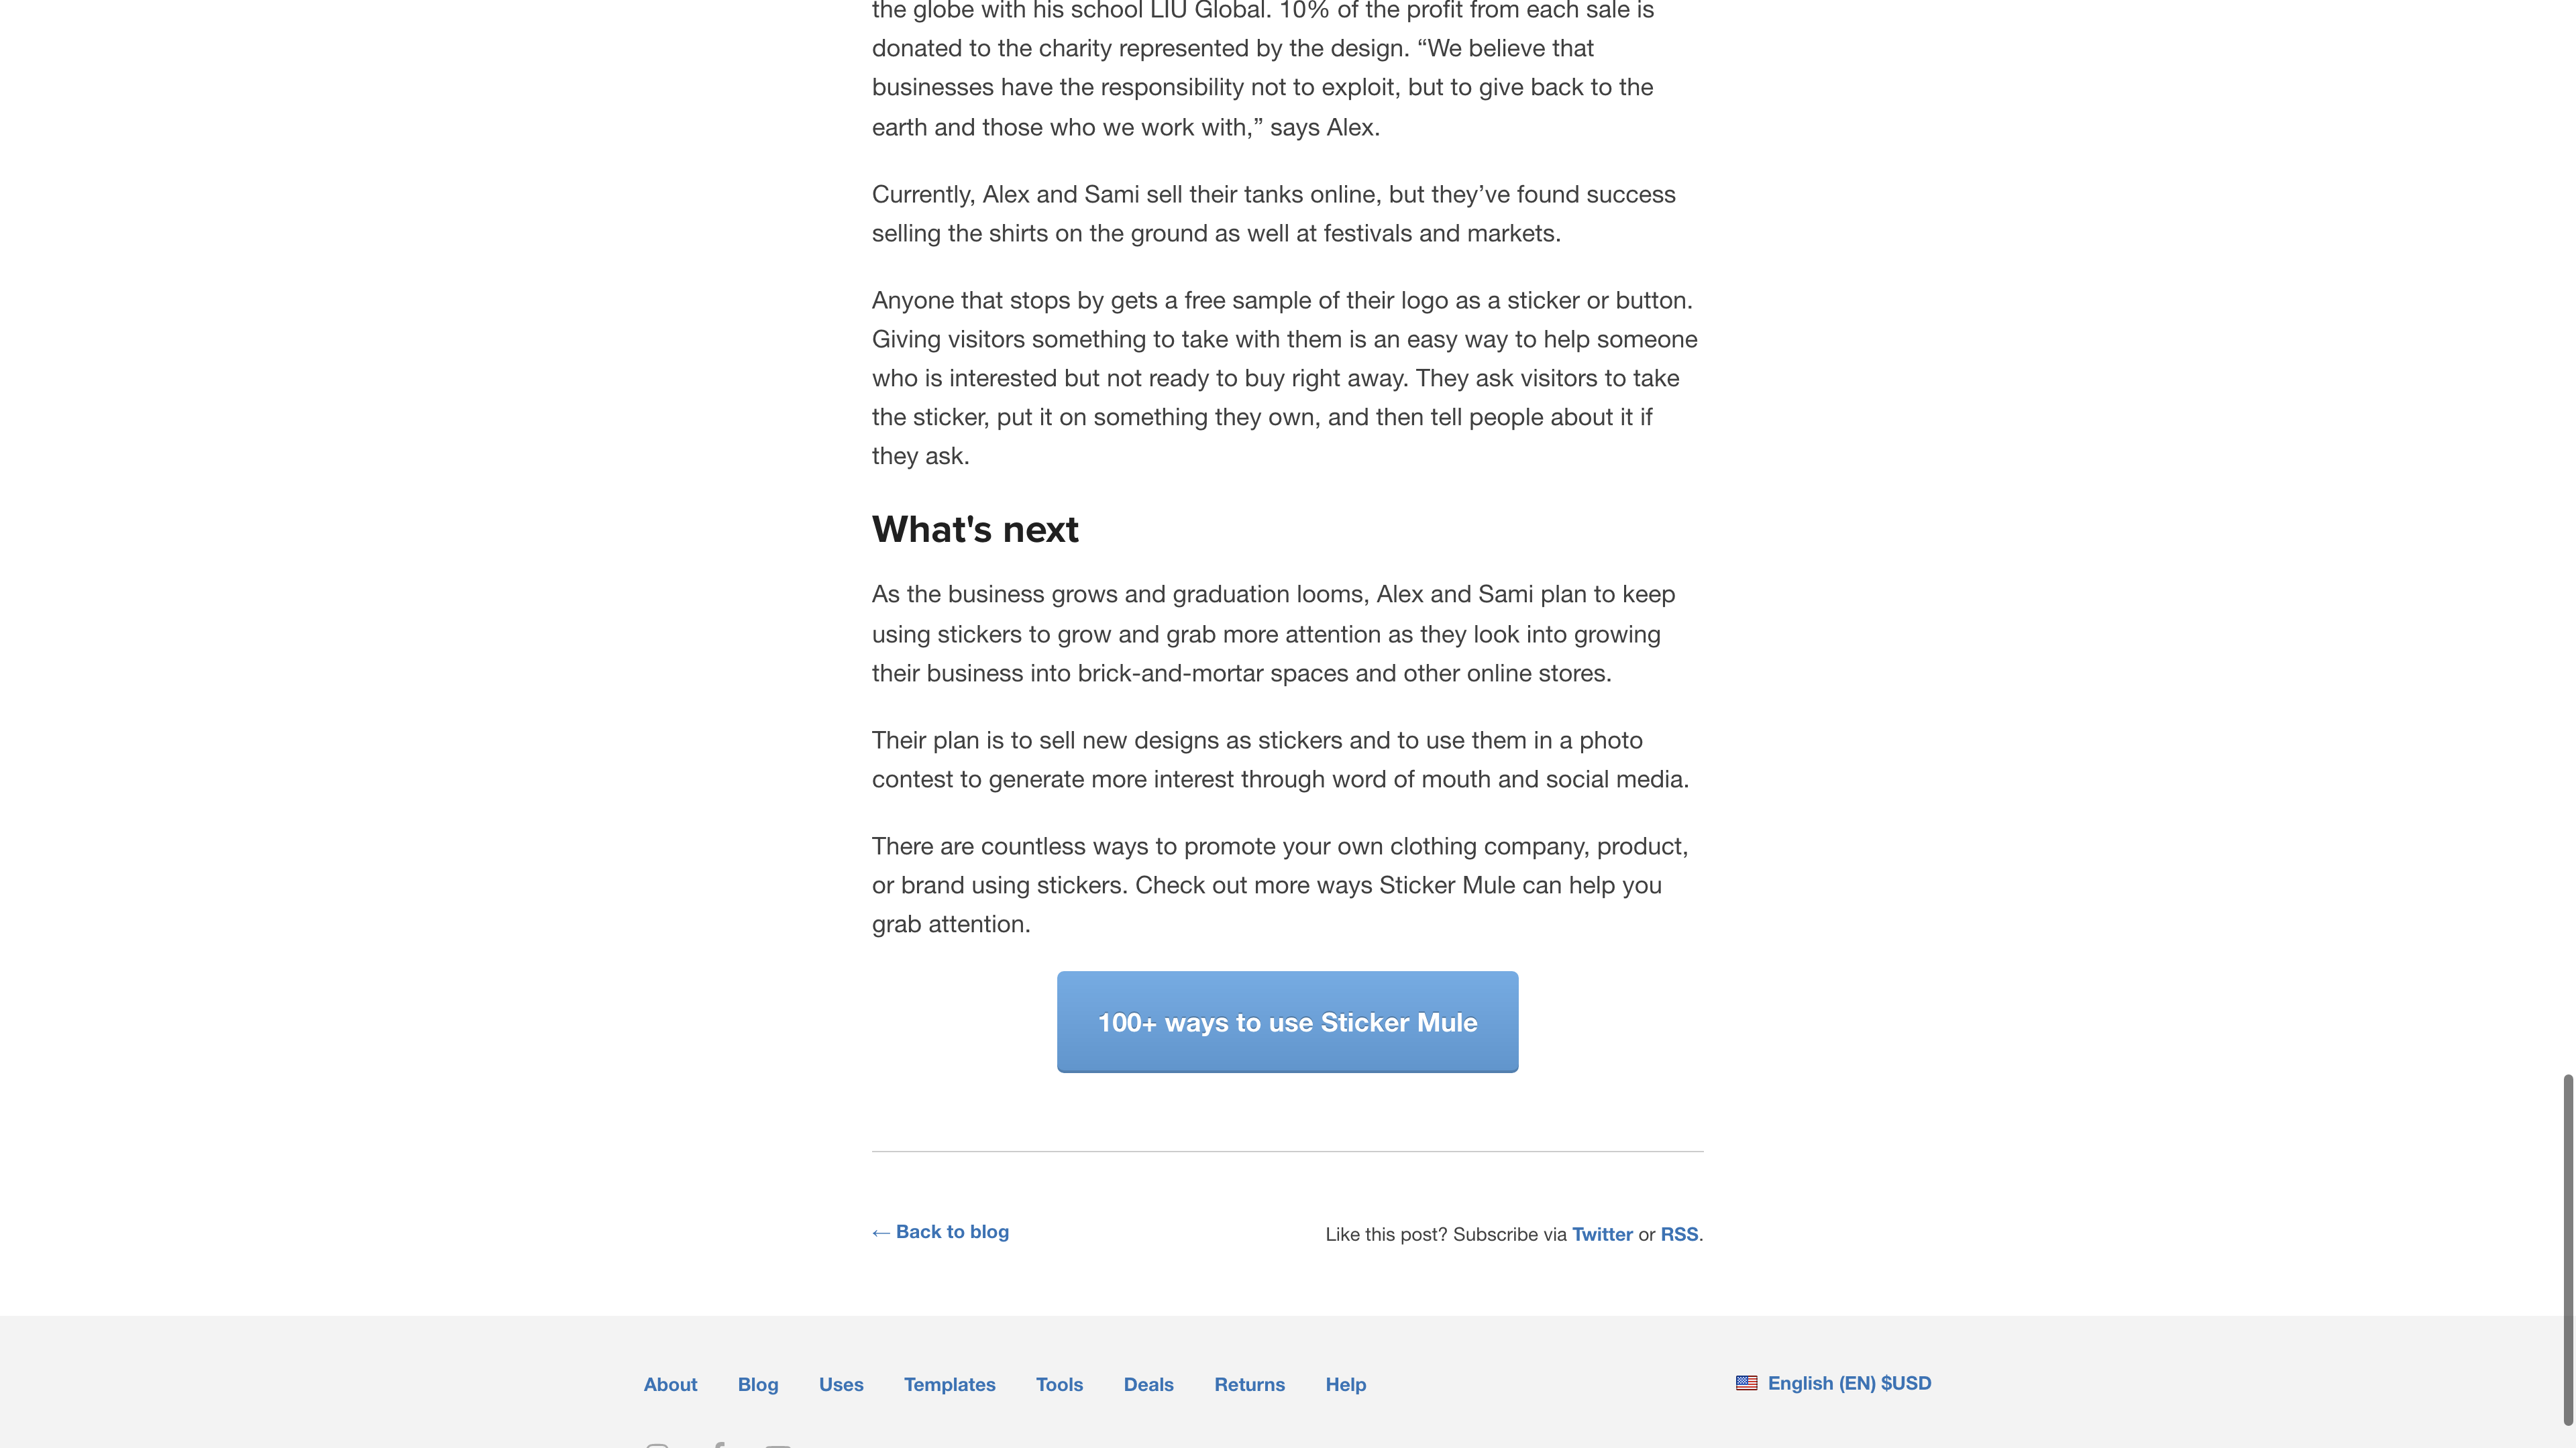 the globe with his school LIU Global. 10% of the profit from each sale is
donated to the charity represented by the design. “We believe that
businesses have the responsibility not to exploit, but to give back to the
earth and those who we work with,” says Alex.
Currently, Alex and Sami sell their tanks online, but they’ve found success
selling the shirts on the ground as well at festivals and markets.
Anyone that stops by gets a free sample of their logo as a sticker or button.
Giving visitors something to take with them is an easy way to help someone
who is interested but not ready to buy right away. They ask visitors to take
the sticker, put it on something they own, and then tell people about it if
they ask.
What's next
As the business grows and graduation looms, Alex and Sami plan to keep
using stickers to grow and grab more attention as they look into growing
their business into brick-and-mortar spaces and other online stores.
Their plan is to sell new designs as stickers and to use them in a photo
contest to generate more interest through word of mouth and social media.
There are countless ways to promote your own clothing company, product,
or brand using stickers. Check out more ways Sticker Mule can help you
grab attention.
100+ ways to use Sticker Mule
← Back to blog
Like this post? Subscribe via Twitter or RSS.
About Blog Uses Templates Tools Deals Returns Help
English (EN) $USD